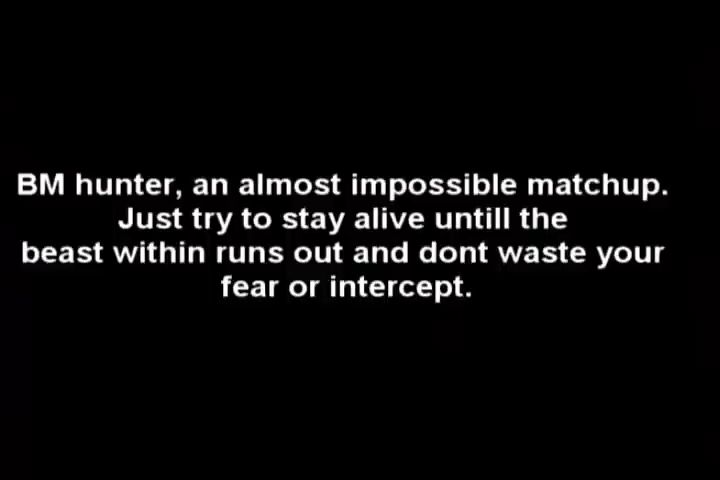 BM hunter, an almost impossible matchup.
Just try to stay alive untill the
beast within runs out and dont waste your
fear or intercept.